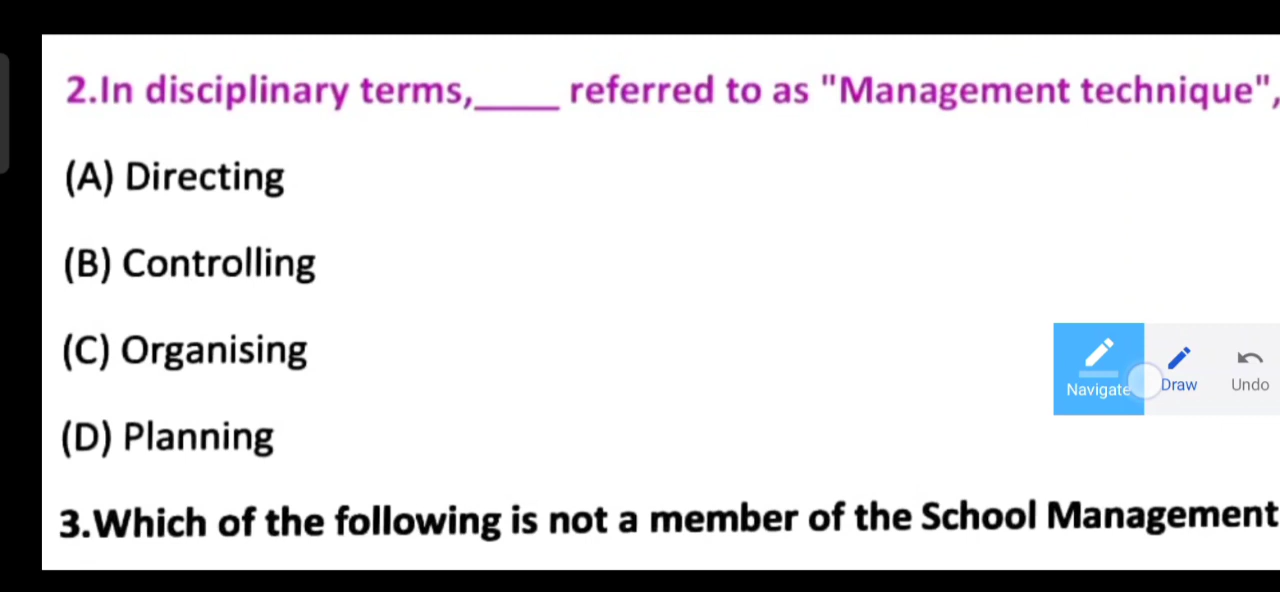 2.In disciplinary terms,____ referred to as "Management technique",
(A) Directing
(B) Controlling
(C) Organising
(D) Planning
Navigate Draw Undo
3.Which of the following is not a member of the School Management